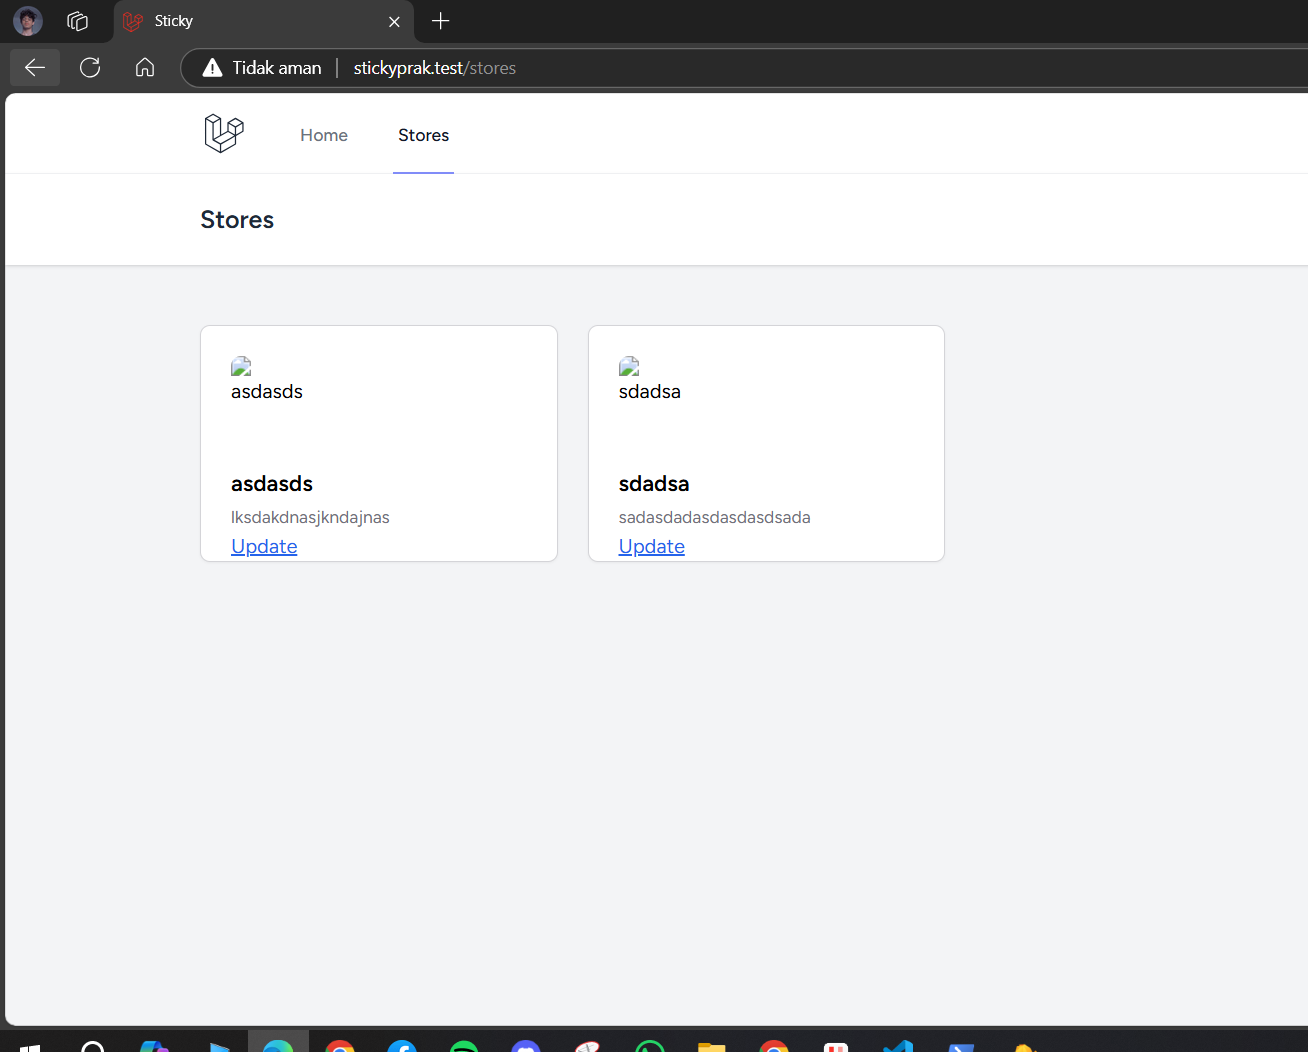 Sticky
Tidak aman | stickyprak.test/stores
Home Stores
Stores
asdasds
sdadsa
asdasds
lksdakdnasjkndajnas
Update
sdadsa
sadasdadasdasdasdsada
Update